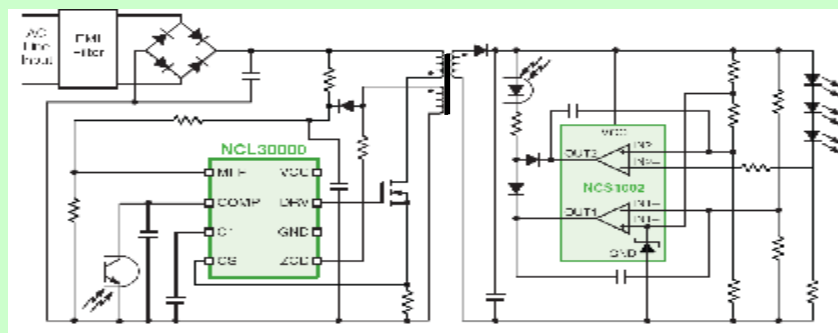 AC
Line
Input
EMI
Filter
NCL30000
MFP
VCC
COMP
DRV
CT
GND
CS
ZCD
VCC
OUT2
IN2-
IN2+
NCS1002
OUT1
IN1-
IN1+
GND